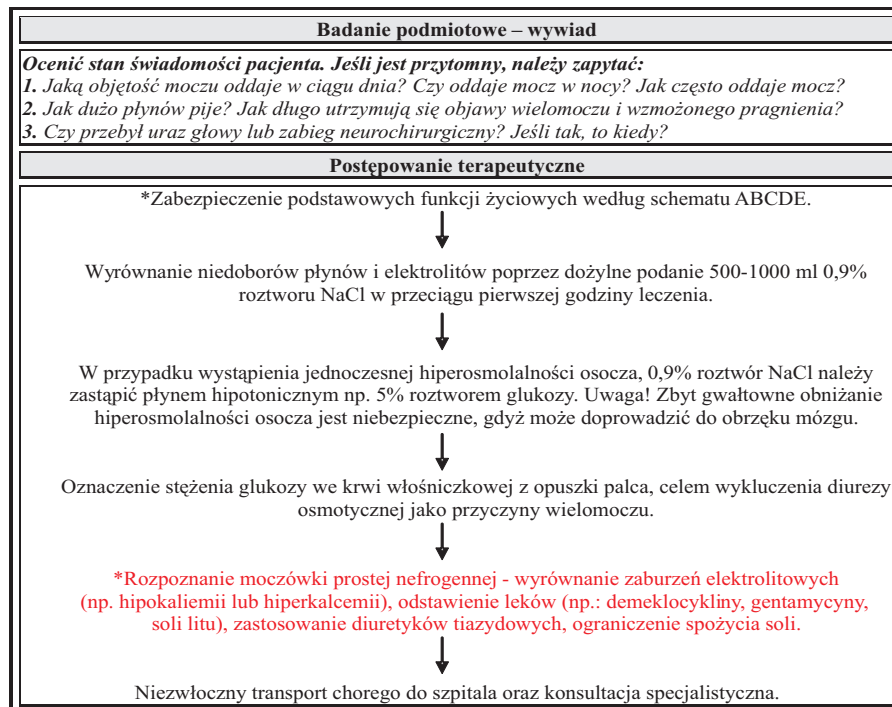 Badanie podmiotowe – wywiad
Ocenić stan świadomości pacjenta. Jeśli jest przytomny, należy zapytać:
1. Jaką objętość moczu oddaje w ciągu dnia? Czy oddaje mocz w nocy? Jak często oddaje mocz?
2. Jak dużo płynów pije? Jak długo utrzymują się objawy wielomoczu i wzmożonego pragnienia?
3. Czy przebył uraz głowy lub zabieg neurochirurgiczny? Jeśli tak, to kiedy?
Postępowanie terapeutyczne
*Zabezpieczenie podstawowych funkcji życiowych według schematu ABCDE.
Wyrównanie niedoborów płynów i elektrolitów poprzez dożylne podanie 500-1000 ml 0,9%
roztworu NaCl w przeciągu pierwszej godziny leczenia.
W przypadku wystąpienia jednoczesnej hiperosmolalności osocza, 0,9% roztwór NaCl należy
zastąpić płynem hipotonicznym np. 5% roztworem glukozy. Uwaga! Zbyt gwałtowne obniżanie
hiperosmolalności osocza jest niebezpieczne, gdyż może doprowadzić do obrzęku mózgu.
Oznaczenie stężenia glukozy we krwi włośniczkowej z opuszki palca, celem wykluczenia diurezy
osmotycznej jako przyczyny wielomoczu.
*Rozpoznanie moczówki prostej nefrogennej - wyrównanie zaburzeń elektrolitowych
(np. hipokaliemii lub hiperkalcemii), odstawienie leków (np.: demeklocykliny, gentamycyny,
soli litu), zastosowanie diuretyków tiazydowych, ograniczenie spożycia soli.
Niezwłoczny transport chorego do szpitala oraz konsultacja specjalistyczna.